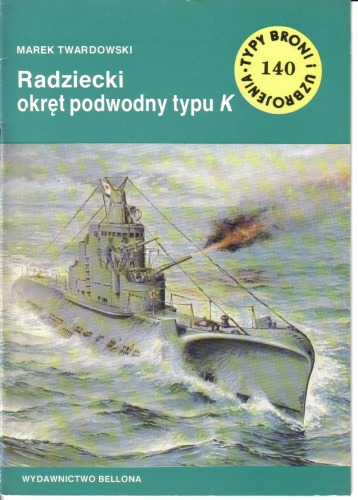 MAREK TWARDOWSKI
Radziecki
okręt podwodny typu K
TYPY BRONI i UZBROJENIA •
140
WYDAWNICTWO BELLONA